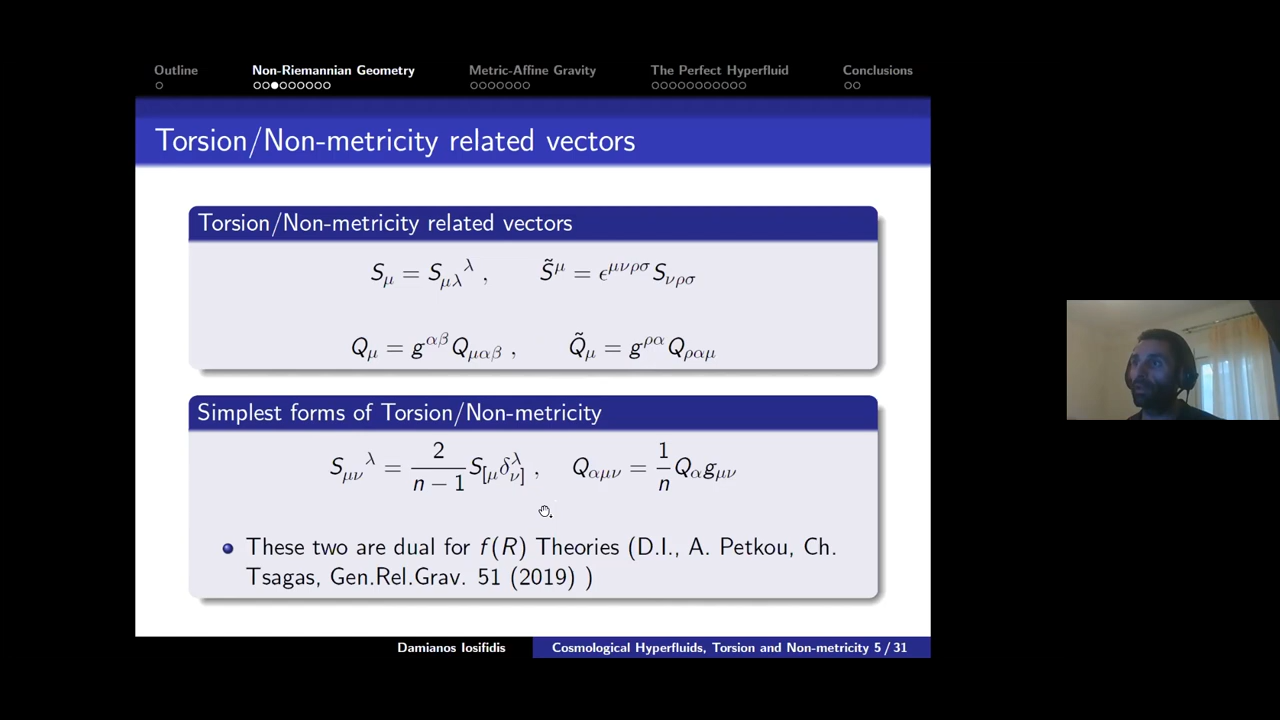 Outline Non-Riemannian Geometry Metric-Affine Gravity The Perfect Hyperfluid Conclusions
Torsion/Non-metricity related vectors
Torsion/Non-metricity related vectors
S_μ = S_{μλ}^λ , S̃^μ = ε^{μνρσ} S_{νρσ}
Q_μ = g^{αβ} Q_{μαβ} , Q̃_μ = g^{ρα} Q_{ραμ}
Simplest forms of Torsion/Non-metricity
S_{μν}^λ = \frac{2}{n − 1} S_{[μ} δ^λ_{ν]} , Q_{αμν} = \frac{1}{n} Q_α g_{μν}
These two are dual for f(R) Theories (D.I., A. Petkou, Ch.
Tsagas, Gen.Rel.Grav. 51 (2019) )
Damianos Iosifidis Cosmological Hyperfluids, Torsion and Non-metricity 5 / 31